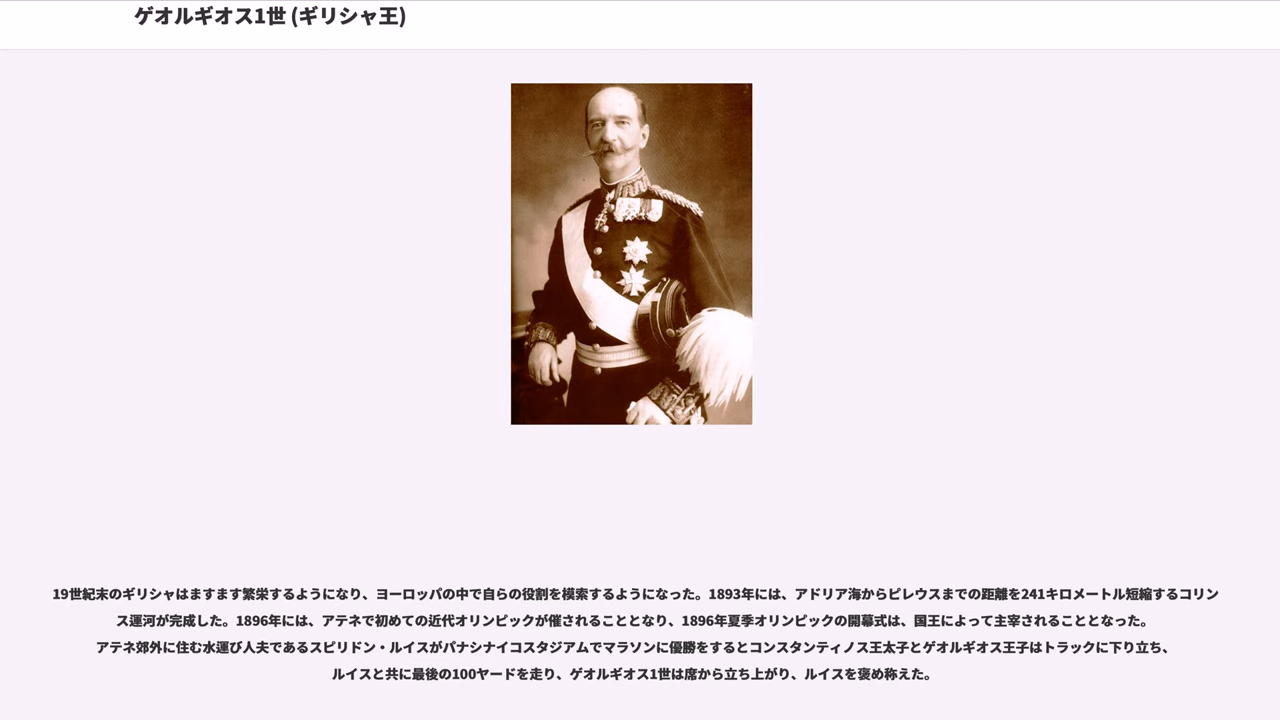 ゲオルギオス1世 (ギリシャ王)
19世紀末のギリシャはますます繁栄するようになり、ヨーロッパの中で自らの役割を模索するようになった。1893年には、アドリア海からピレウスまでの距離を241キロメートル短縮するコリン
ス運河が完成した。1896年には、アテネで初めての近代オリンピックが催されることとなり、1896年夏季オリンピックの開幕式は、国王によって主宰されることとなった。
アテネ郊外に住む水運び人夫であるスピリドン・ルイスがパナシナイコスタジアムでマラソンに優勝をするとコンスタンティノス王太子とゲオルギオス王子はトラックに下り立ち、
ルイスと共に最後の100ヤードを走り、ゲオルギオス1世は席から立ち上がり、ルイスを褒め称えた。